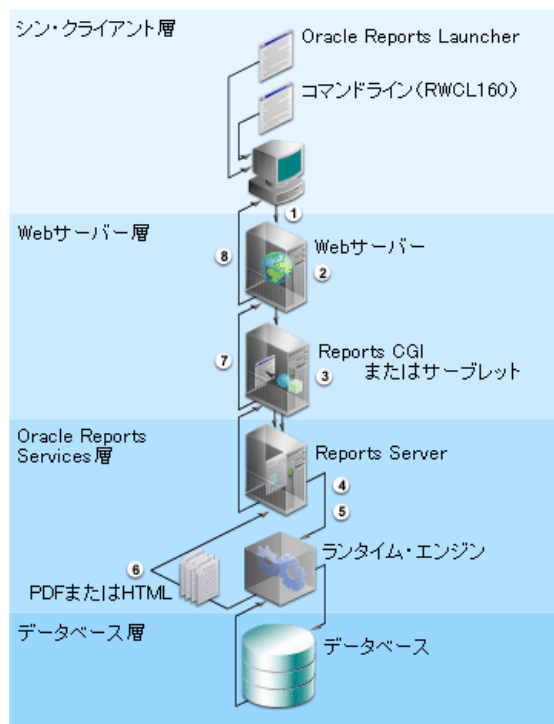 シン・クライアント層
Oracle Reports Launcher
コマンドライン(RWCL160)
1
Webサーバー層
8
Webサーバー
2
7
Reports CGI
またはサーブレット
3
Oracle Reports
Services層
Reports Server
4
5
6
ランタイム・エンジン
PDFまたはHTML
データベース層
データベース